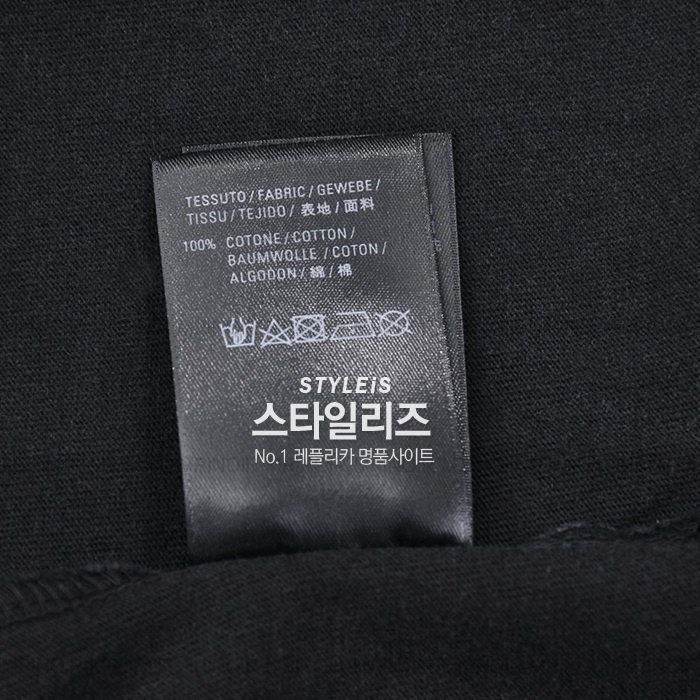 TESSUTO / FABRIC / GEWEBE /
TISSU / TEJIDO / 表地 / 面料
100% COTONE / COTTON /
BAUMWOLLE / COTON /
ALGODON / 綿 / 棉
STYLEiS
스타일리즈
No.1 레플리카 명품사이트